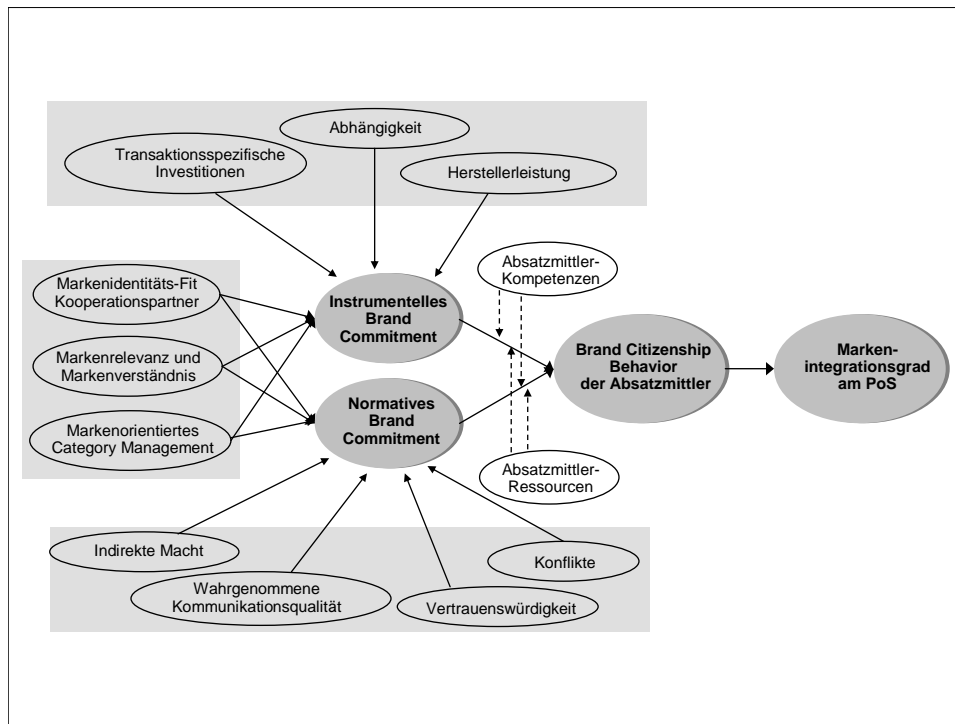 Abhängigkeit
Transaktionsspezifische
Investitionen
Herstellerleistung
Absatzmittler-
Kompetenzen
Markenidentitäts-Fit
Kooperationspartner
Instrumentelles
Brand
Commitment
Markenrelevanz und
Markenverständnis
Brand Citizenship
Behavior
der Absatzmittler
Marken-
integrationsgrad
am PoS
Normatives
Brand
Commitment
Markenorientiertes
Category Management
Absatzmittler-
Ressourcen
Indirekte Macht
Konflikte
Wahrgenommene
Kommunikationsqualität
Vertrauenswürdigkeit